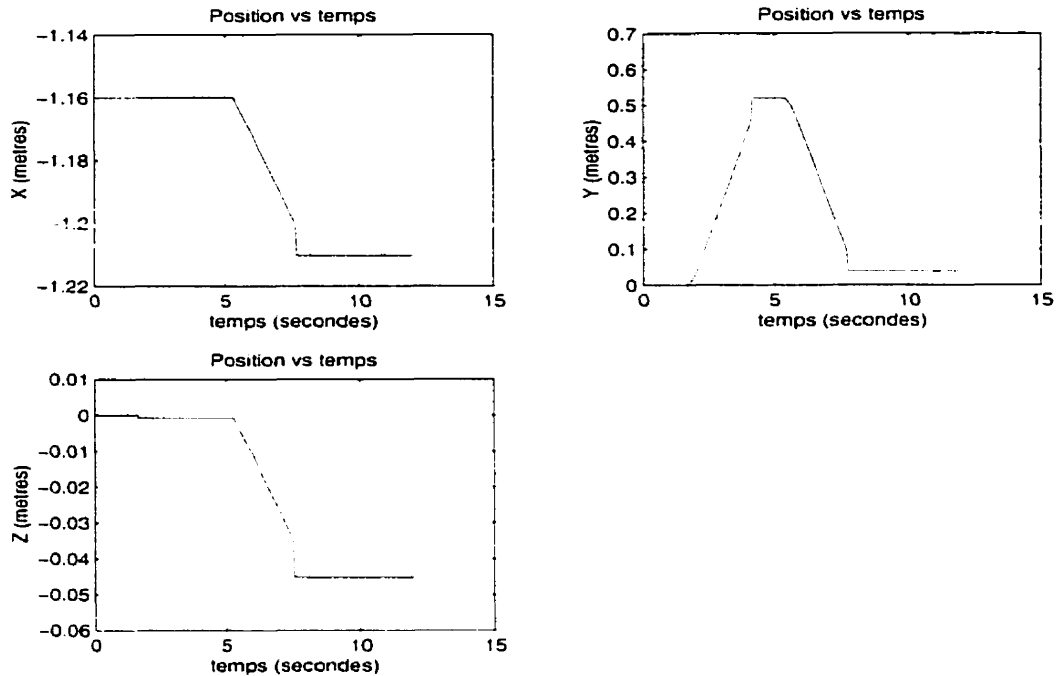 Position vs temps
-1.14
-1.16
-1.18
-1.2
-1.22
X (metres)
0 5 10 15
temps (secondes)
Position vs temps
0.7
0.6
0.5
0.4
0.3
0.2
0.1
0
Y (metres)
0 5 10 15
temps (secondes)
Position vs temps
0.01
0
-0.01
-0.02
-0.03
-0.04
-0.05
-0.06
Z (metres)
0 5 10 15
temps (secondes)